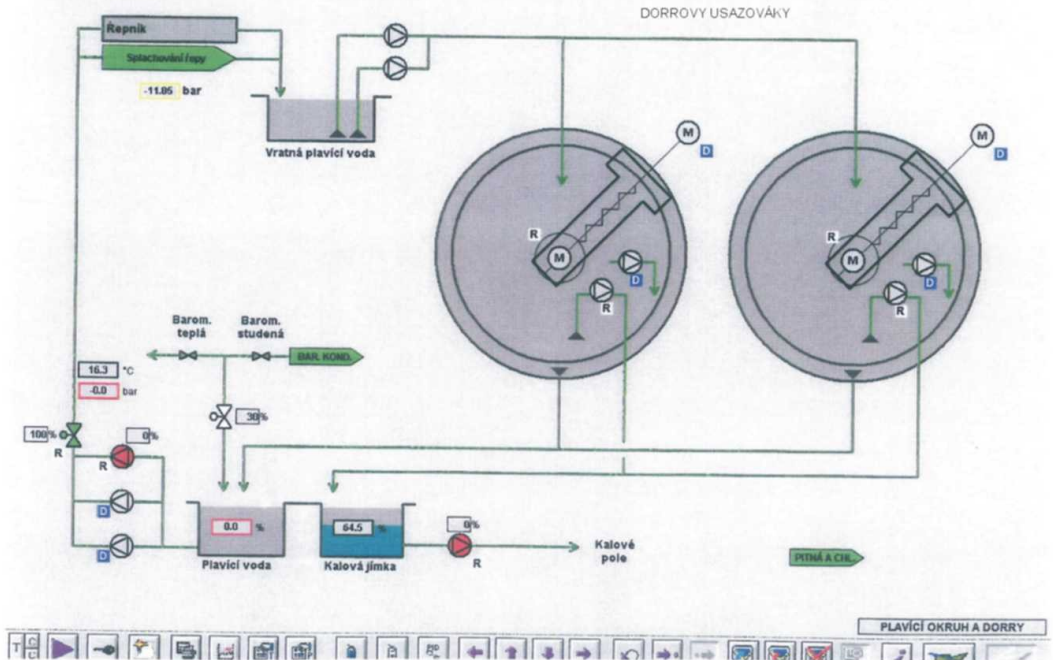 DORROVY USAZOVÁKY
Řepník
Splachování řepy
-11.05 bar
Vratná plavící voda
M
D
M
D
R
M
D
R
R
M
D
R
Barom. teplá
Barom. studená
BAR. KOND.
16.3 °C
-0.0 bar
30%
100%
R
0%
R
D
D
0.0 %
64.5 %
0%
R
Plavící voda
Kalová jímka
Kalové pole
PITNÁ A CHL.
PLAVÍCÍ OKRUH A DORRY